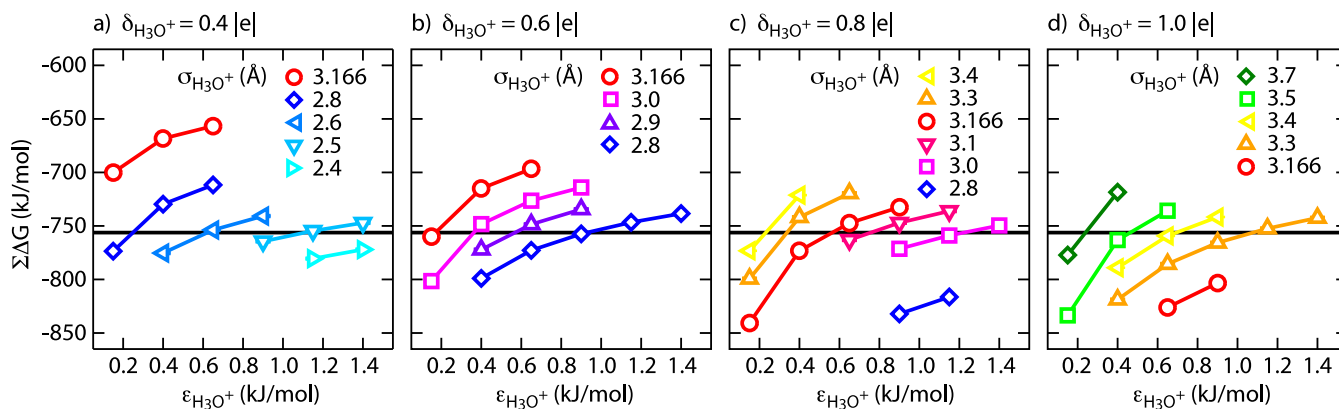 a) δH3O+ = 0.4 |e|
b) δH3O+ = 0.6 |e|
c) δH3O+ = 0.8 |e|
d) δH3O+ = 1.0 |e|
ΣΔG (kJ/mol)
-600
-650
-700
-750
-800
-850
σH3O+ (Å)
3.166
2.8
2.6
2.5
2.4
σH3O+ (Å)
3.166
3.0
2.9
2.8
σH3O+ (Å)
3.4
3.3
3.166
3.1
3.0
2.8
σH3O+ (Å)
3.7
3.5
3.4
3.3
3.166
0.2 0.4 0.6 0.8 1.0 1.2 1.4
0.2 0.4 0.6 0.8 1.0 1.2 1.4
0.2 0.4 0.6 0.8 1.0 1.2 1.4
0.2 0.4 0.6 0.8 1.0 1.2 1.4
εH3O+ (kJ/mol)
εH3O+ (kJ/mol)
εH3O+ (kJ/mol)
εH3O+ (kJ/mol)